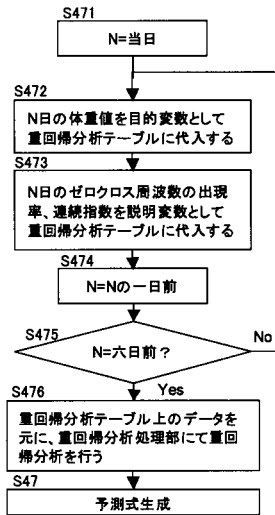 S471
N=当日
S472
N日の体重値を目的変数として
重回帰分析テーブルに代入する
S473
N日のゼロクロス周波数の出現
率、連続指数を説明変数として
重回帰分析テーブルに代入する
S474
N=Nの一日前
S475
N=六日前？
No
Yes
S476
重回帰分析テーブル上のデータを
元に、重回帰分析処理部にて重回
帰分析を行う
S47
予測式生成